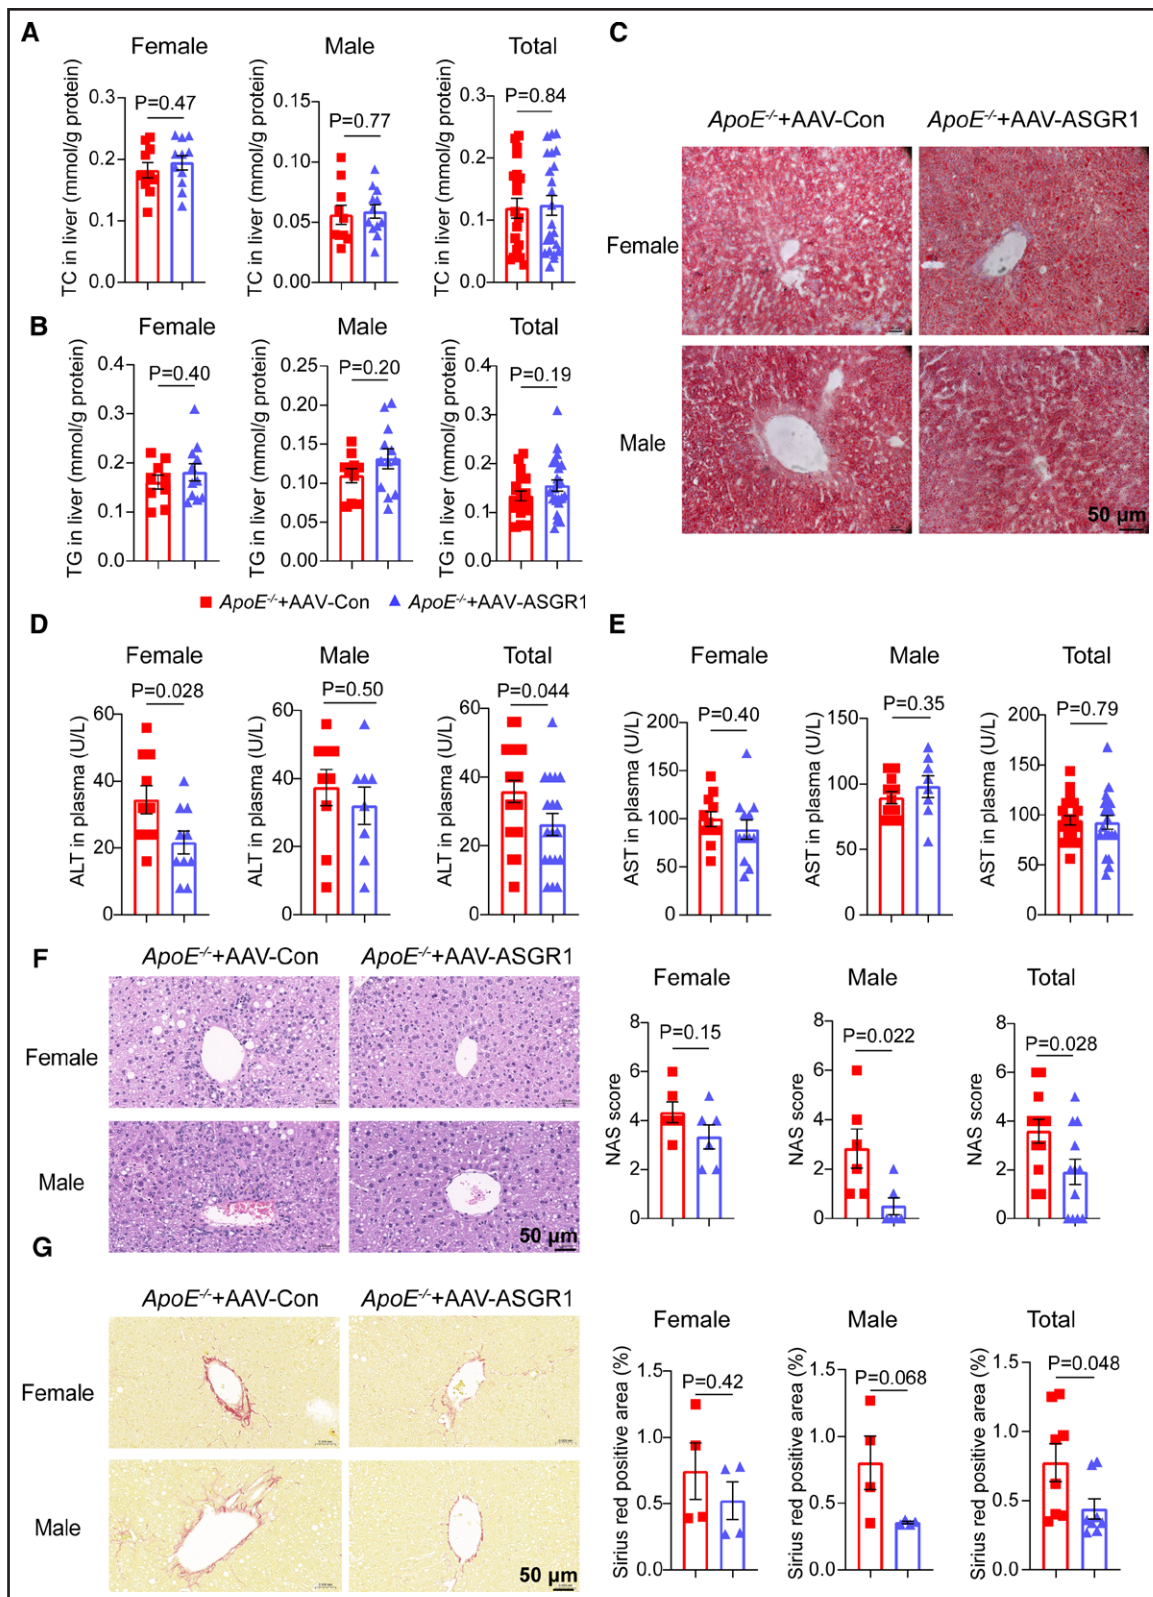 A
Female
Male
Total
TC in liver (mmol/g protein)
0.3
0.2
0.1
0.0
P=0.47
TC in liver (mmol/g protein)
0.15
0.10
0.05
0.00
P=0.77
TC in liver (mmol/g protein)
0.3
0.2
0.1
0.0
P=0.84
B
Female
Male
Total
TG in liver (mmol/g protein)
0.4
0.3
0.2
0.1
0.0
P=0.40
TG in liver (mmol/g protein)
0.25
0.20
0.15
0.10
0.05
0.00
P=0.20
TG in liver (mmol/g protein)
0.4
0.3
0.2
0.1
0.0
P=0.19
ApoE-/-+AAV-Con ApoE-/-+AAV-ASGR1
C
ApoE-/-+AAV-Con ApoE-/-+AAV-ASGR1
Female
Male
50 µm
D
Female
Male
Total
ALT in plasma (U/L)
60
40
20
0
P=0.028
ALT in plasma (U/L)
60
40
20
0
P=0.50
ALT in plasma (U/L)
60
40
20
0
P=0.044
E
Female
Male
Total
AST in plasma (U/L)
200
150
100
50
0
P=0.40
AST in plasma (U/L)
150
100
50
0
P=0.35
AST in plasma (U/L)
200
150
100
50
0
P=0.79
F
ApoE-/-+AAV-Con ApoE-/-+AAV-ASGR1
Female
Male
50 µm
Female
Male
Total
NAS score
8
6
4
2
0
P=0.15
NAS score
8
6
4
2
0
P=0.022
NAS score
8
6
4
2
0
P=0.028
G
ApoE-/-+AAV-Con ApoE-/-+AAV-ASGR1
Female
Male
50 µm
Female
Male
Total
Sirius red positive area (%)
1.5
1.0
0.5
0.0
P=0.42
Sirius red positive area (%)
1.5
1.0
0.5
0.0
P=0.068
Sirius red positive area (%)
1.5
1.0
0.5
0.0
P=0.048